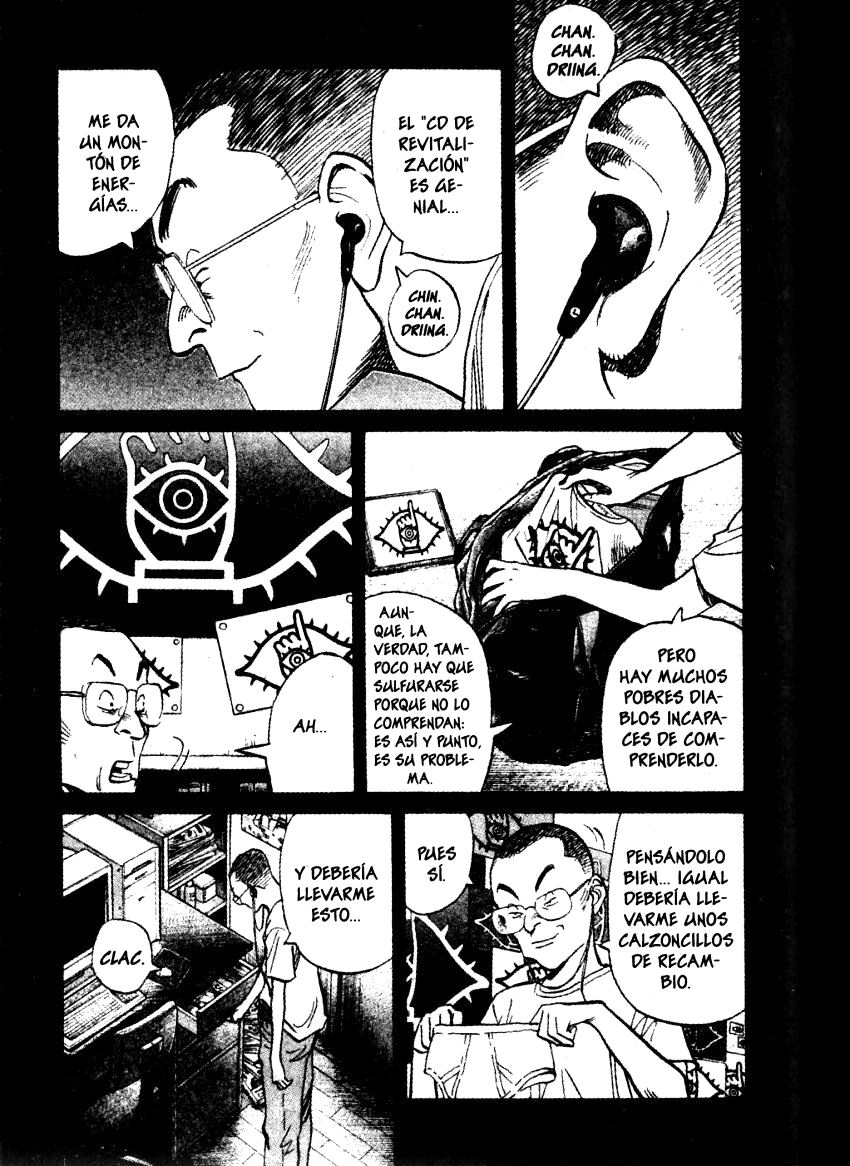 CHAN.
CHAN.
DRIING.
EL "CD DE
REVITALI-
ZACIÓN"
ES GE-
NIAL...
CHIN.
CHAN.
DRIING.
ME DA
UN MON-
TÓN DE
ENER-
GÍAS...
PERO
HAY MUCHOS
POBRES DIA-
BLOS INCAPA-
CES DE COM-
PRENDERLO.
AUN-
QUE, LA
VERDAD, TAM-
POCO HAY QUE
SULFURARSE
PORQUE NO LO
COMPRENDAN:
ES ASÍ Y PUNTO,
ES SU PROBLE-
MA.
AH...
PENSÁNDOLO
BIEN... IGUAL
DEBERÍA LLE-
VARME UNOS
CALZONCILLOS
DE RECAM-
BIO.
PUES
SÍ.
Y DEBERÍA
LLEVARME
ESTO...
CLAC.